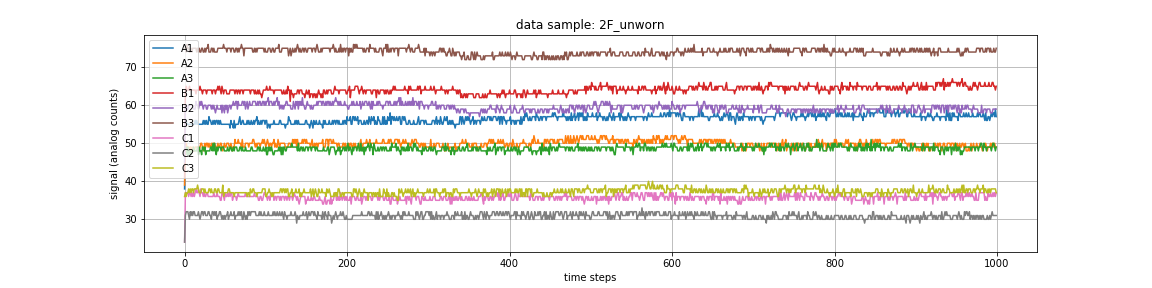 data sample: 2F_unworn
signal (analog counts)
70
60
50
40
30
A1
A2
A3
B1
B2
B3
C1
C2
C3
0
200
400
600
800
1000
time steps